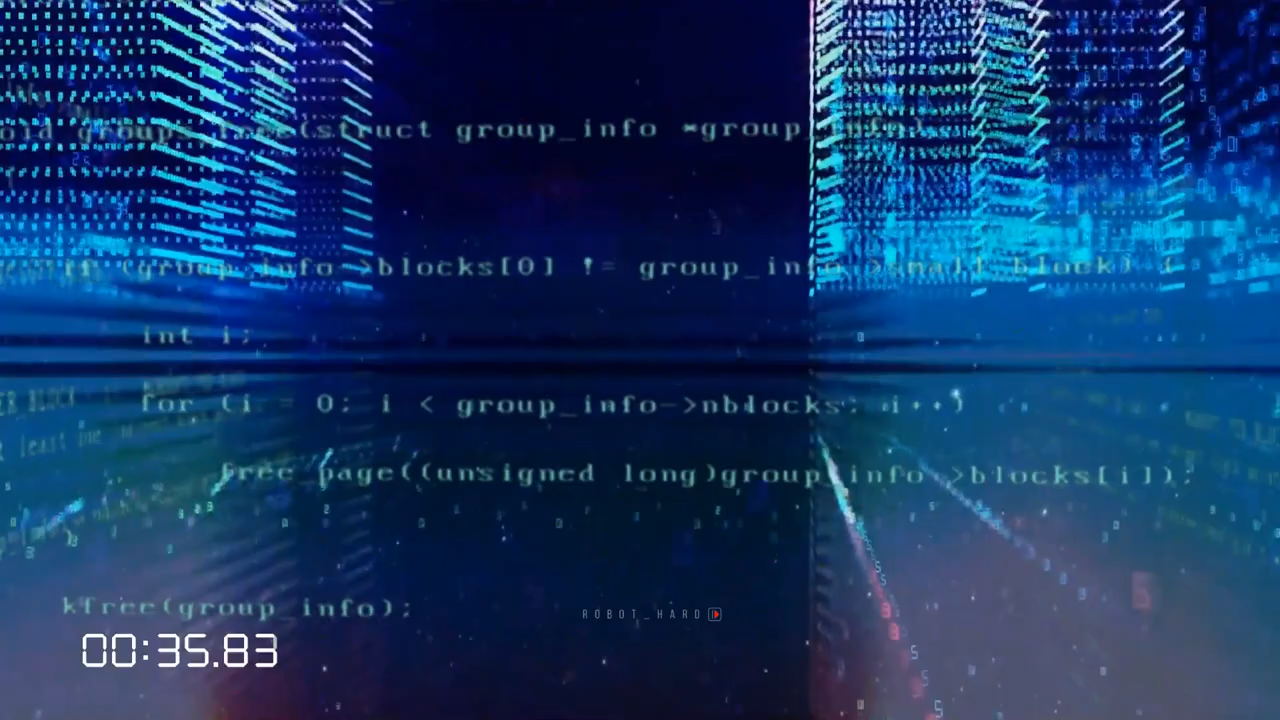 old groups_free(struct group_info *group_info)
if (group_info->blocks[0] != group_info->small_block) {
int i;
for (i = 0; i < group_info->nblocks; i++)
free_page((unsigned long)group_info->blocks[i]);
kfree(group_info);
ROBOT_HARD
00:35.83